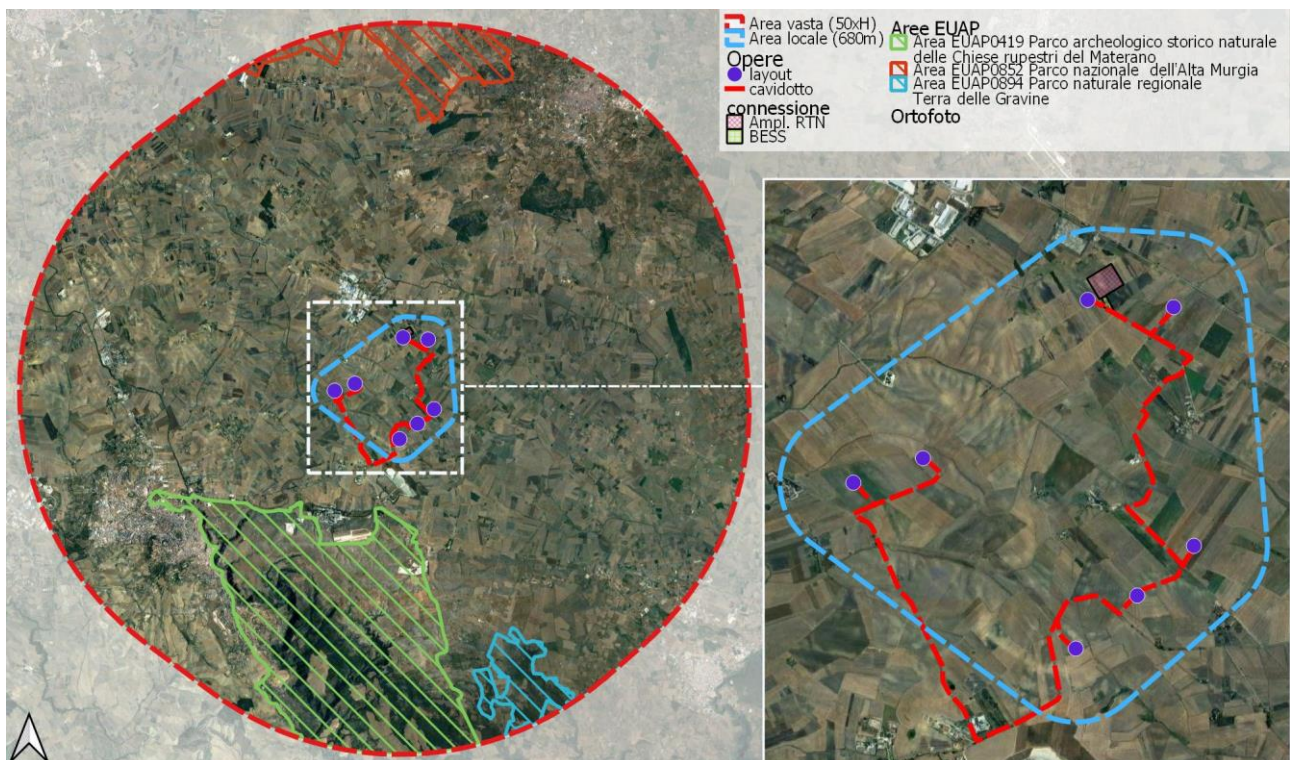 Area vasta (50xH)
Area locale (680m)
Opere
layout
cavidotto
connessione
Ampl. RTN
BESS
Aree EUAP
Area EUAP0419 Parco archeologico storico naturale
delle Chiese rupestri del Materano
Area EUAP0852 Parco nazionale dell'Alta Murgia
Area EUAP0894 Parco naturale regionale
Terra delle Gravine
Ortofoto